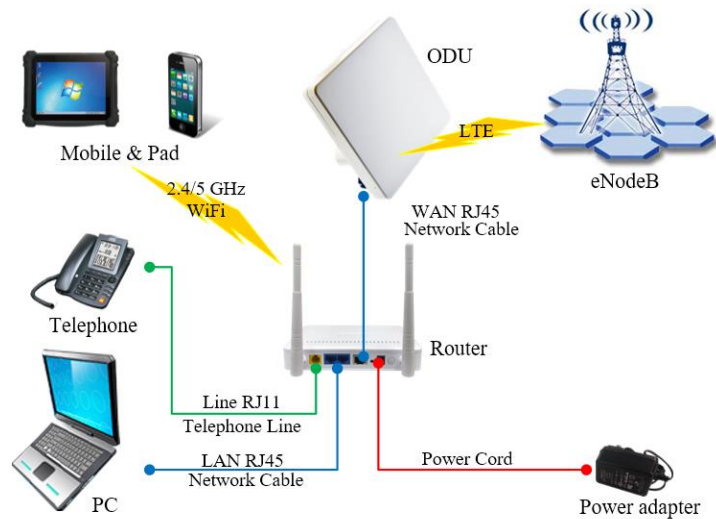 ODU
LTE
eNodeB
Mobile & Pad
2.4/5 GHz
WiFi
WAN RJ45
Network Cable
Telephone
Router
Line RJ11
Telephone Line
LAN RJ45
Network Cable
PC
Power Cord
Power adapter